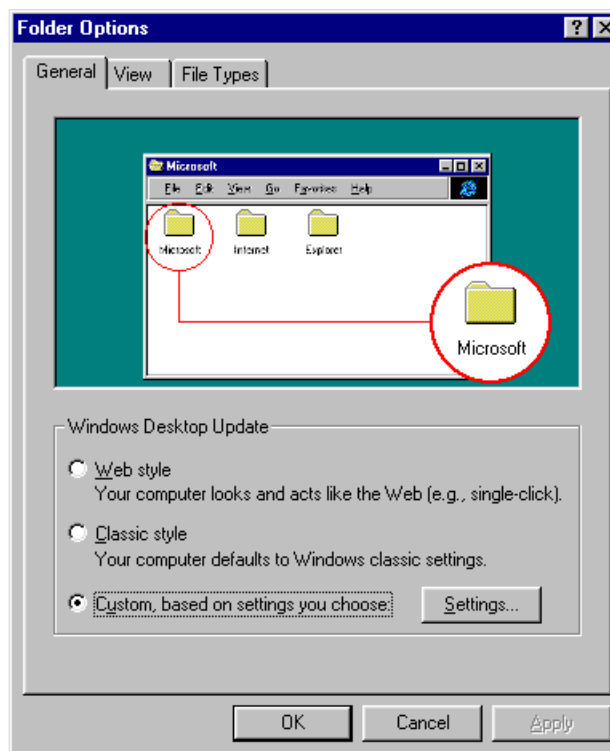 Folder Options
General View File Types
Microsoft
File Edit View Go Favorites Help
Microsoft Internet Explorer
Microsoft
Windows Desktop Update
Web style
Your computer looks and acts like the Web (e.g., single-click).
Classic style
Your computer defaults to Windows classic settings.
Custom, based on settings you choose: Settings...
OK Cancel Apply